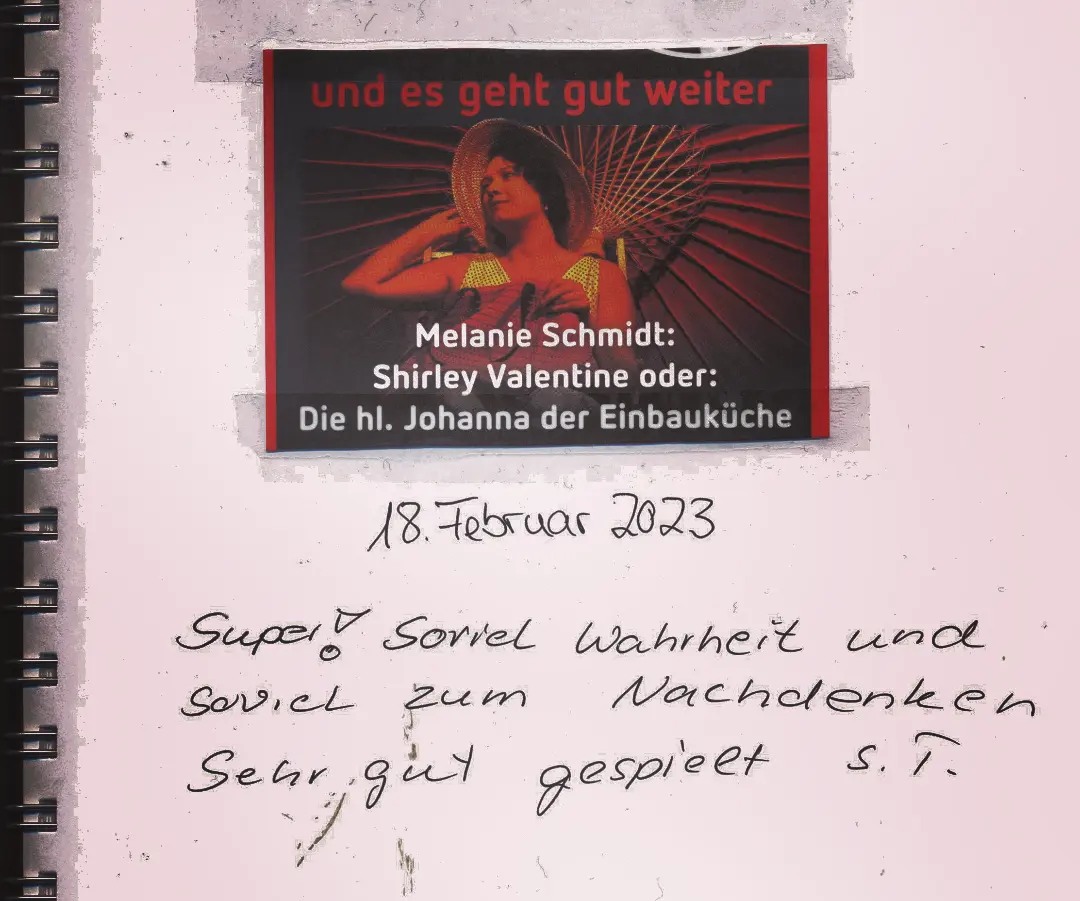 und es geht gut weiter
Melanie Schmidt:
Shirley Valentine oder:
Die hl. Johanna der Einbauküche
18. Februar 2023
Super! Soviel Wahrheit und
soviel zum Nachdenken
Sehr gut gespielt S. T.